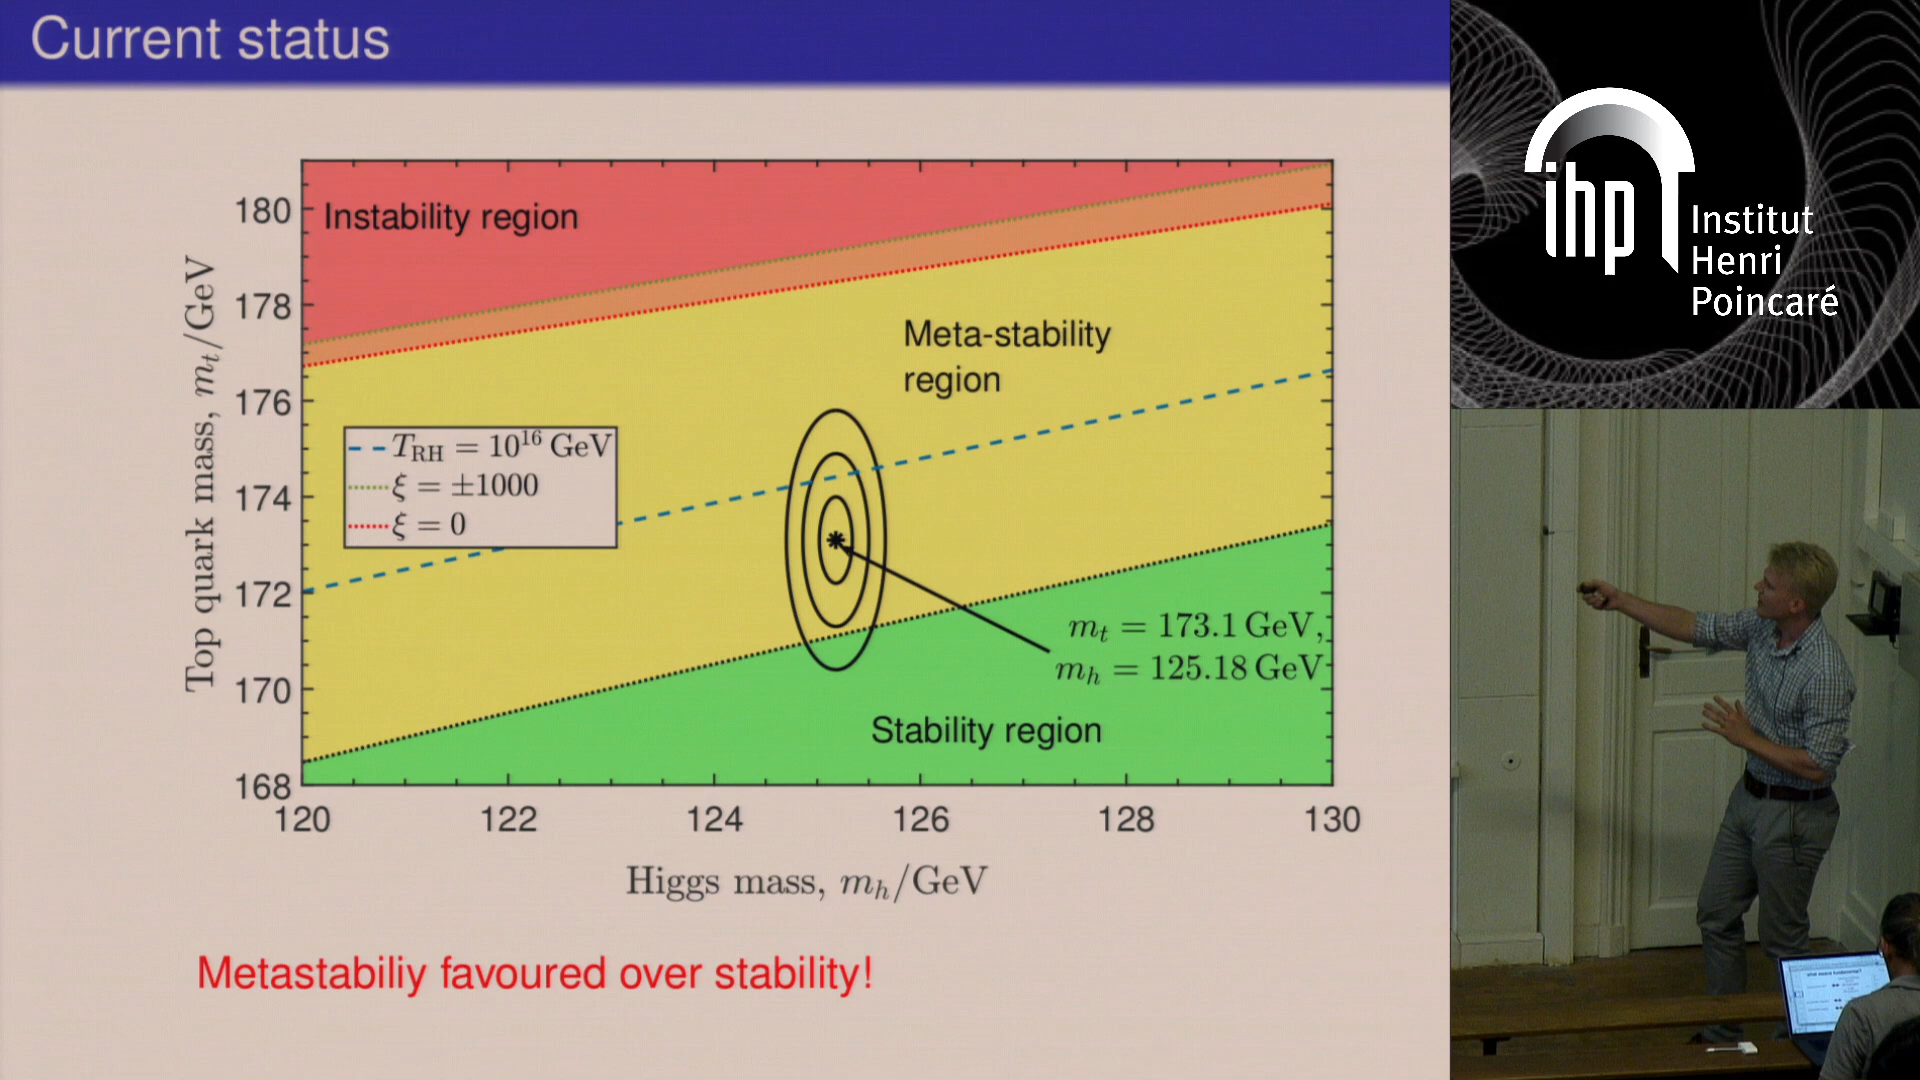 Current status
Instability region
Meta-stability
region
T_RH = 10^16 GeV
ξ = ±1000
ξ = 0
m_t = 173.1 GeV,
m_h = 125.18 GeV
Stability region
180
178
176
174
172
170
168
Top quark mass, m_t/GeV
120 122 124 126 128 130
Higgs mass, m_h/GeV
Metastabiliy favoured over stability!
ihp
Institut
Henri
Poincaré